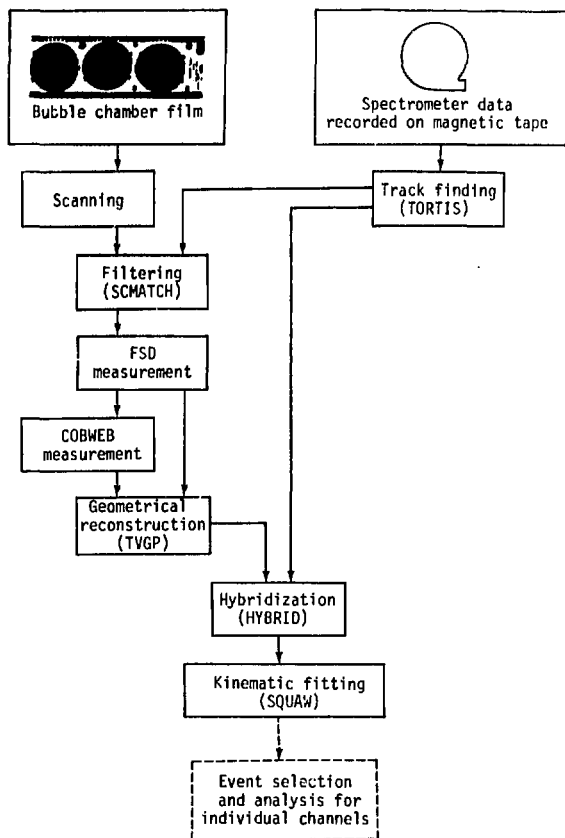 Bubble chamber film
Spectrometer data
recorded on magnetic tape
Scanning
Track finding
(TORTIS)
Filtering
(SCMATCH)
FSD
measurement
COBWEB
measurement
Geometrical
reconstruction
(TVGP)
Hybridization
(HYBRID)
Kinematic fitting
(SQUAW)
Event selection
and analysis for
individual channels